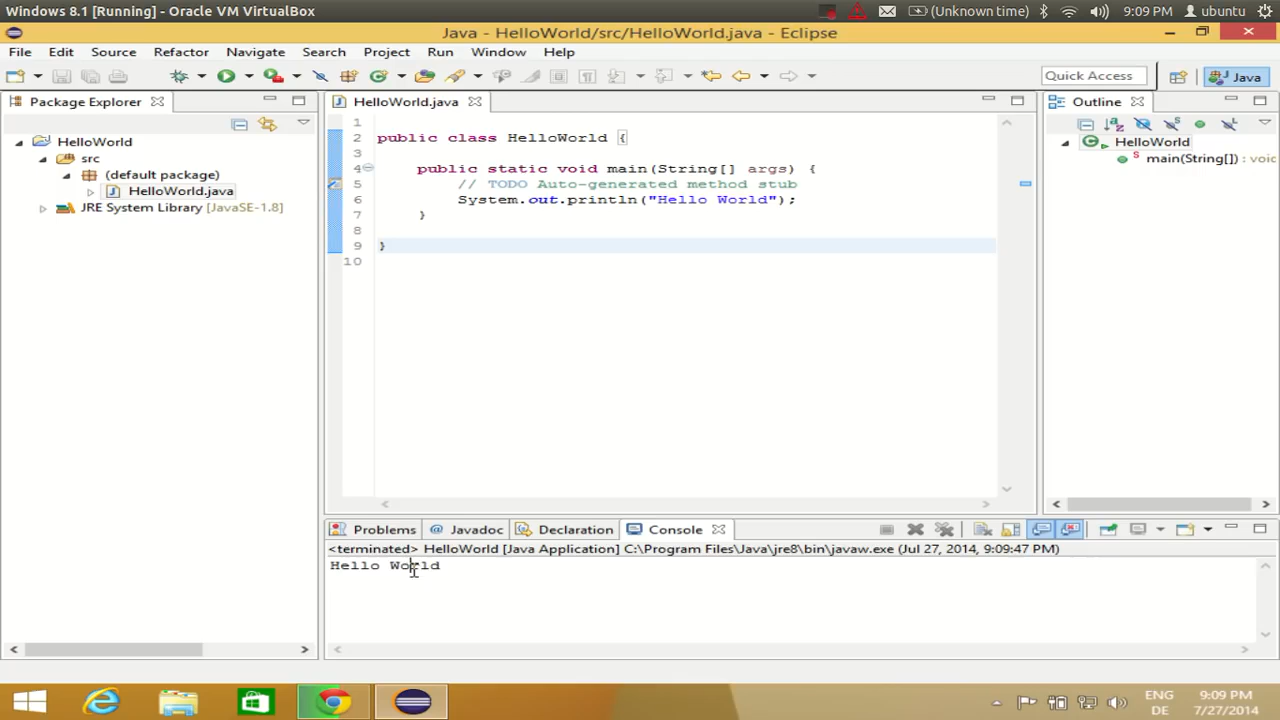 Windows 8.1 [Running] - Oracle VM VirtualBox
(Unknown time)
9:09 PM
ubuntu
Java - HelloWorld/src/HelloWorld.java - Eclipse
File Edit Source Refactor Navigate Search Project Run Window Help
Quick Access
Java
Package Explorer
HelloWorld
src
(default package)
HelloWorld.java
JRE System Library [JavaSE-1.8]
HelloWorld.java
1
2 public class HelloWorld {
3
4 public static void main(String[] args) {
5 // TODO Auto-generated method stub
6 System.out.println("Hello World");
7 }
8
9 }
10
Outline
HelloWorld
main(String[]) : void
Problems @ Javadoc Declaration Console
<terminated> HelloWorld [Java Application] C:\Program Files\Java\jre8\bin\javaw.exe (Jul 27, 2014, 9:09:47 PM)
Hello World
ENG
DE
9:09 PM
7/27/2014